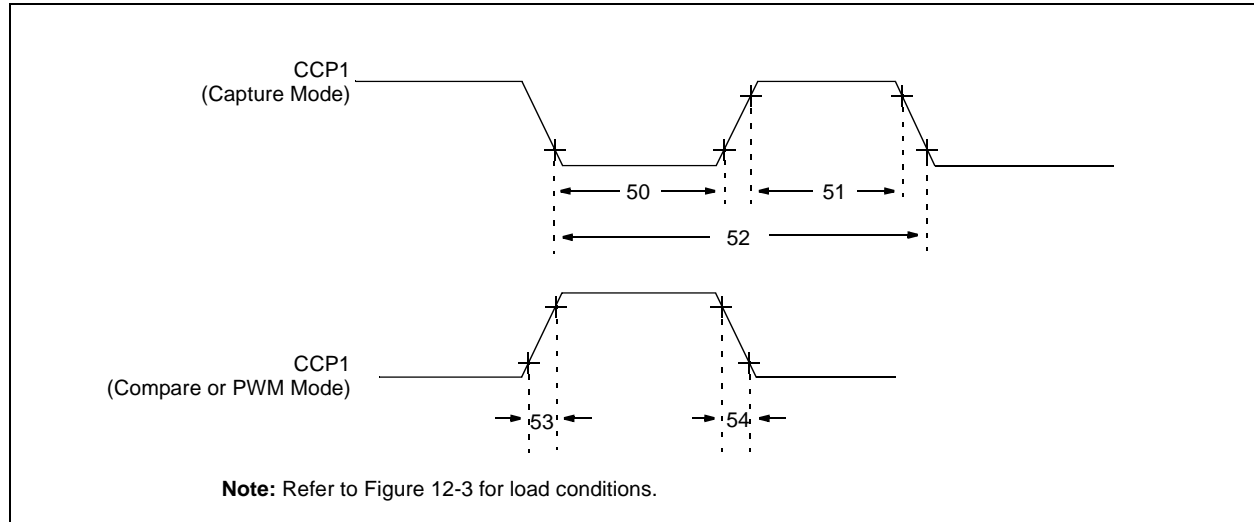 CCP1
(Capture Mode)
50
51
52
CCP1
(Compare or PWM Mode)
53
54
Note: Refer to Figure 12-3 for load conditions.